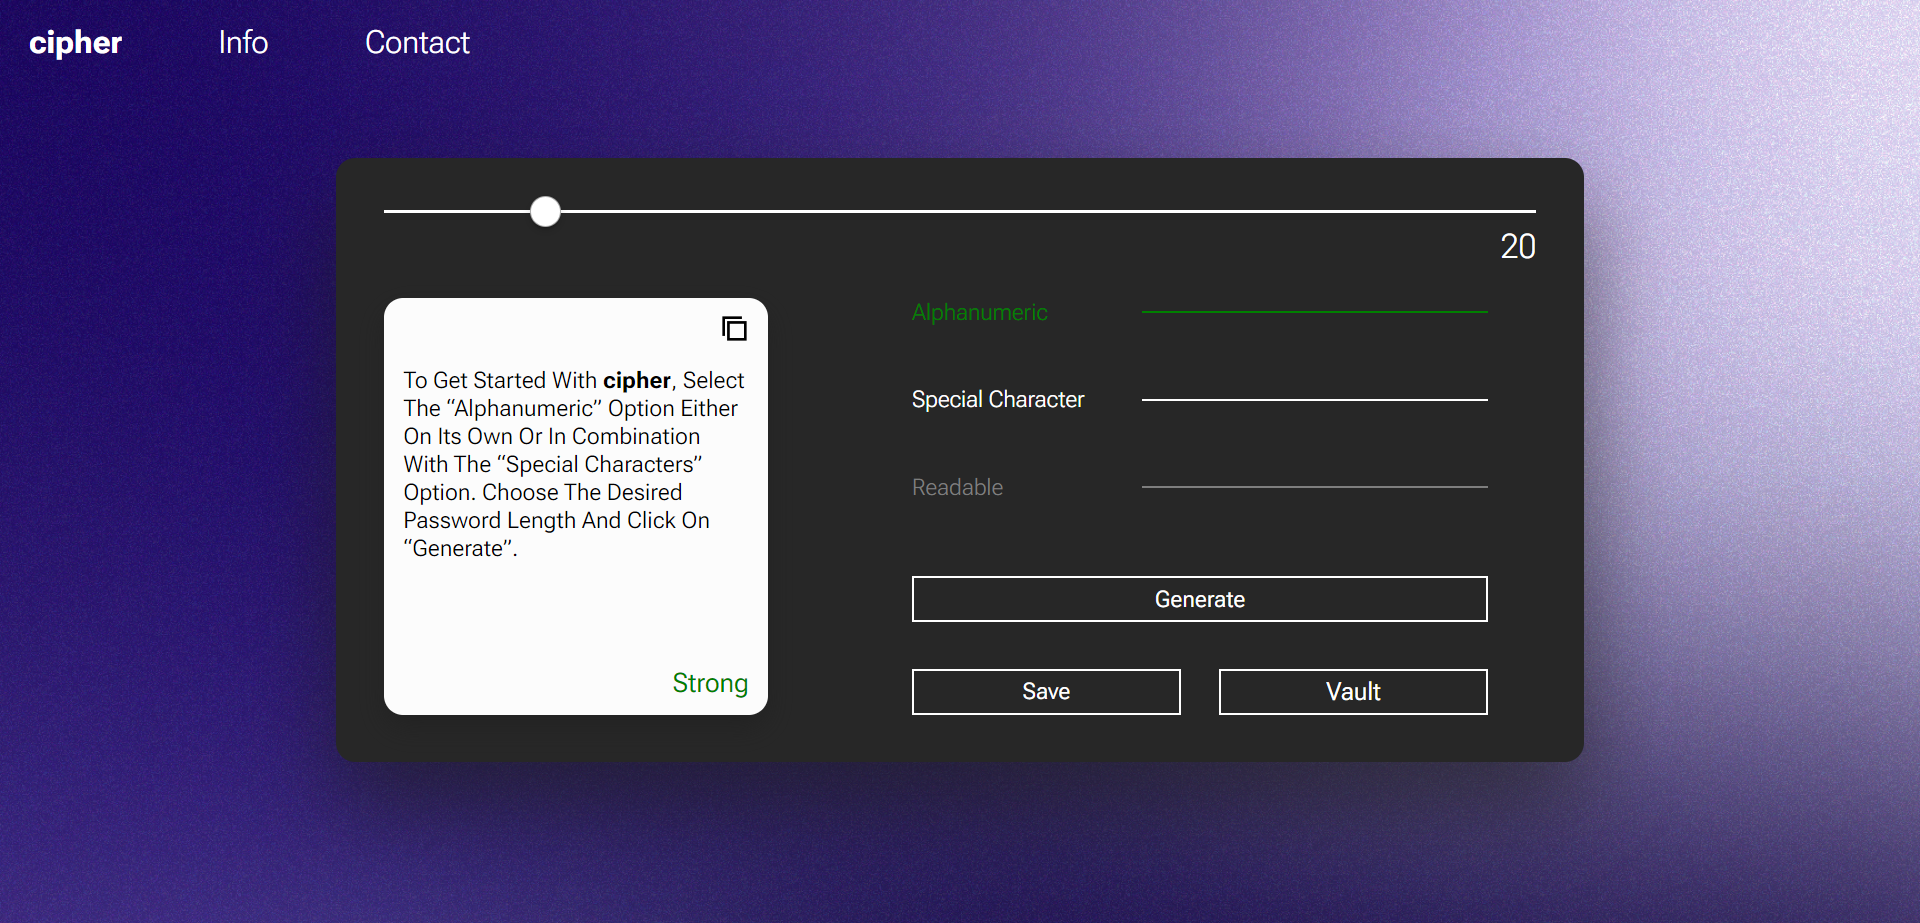 cipher
Info
Contact
20
To Get Started With cipher, Select
The “Alphanumeric” Option Either
On Its Own Or In Combination
With The “Special Characters”
Option. Choose The Desired
Password Length And Click On
“Generate”.
Strong
Alphanumeric
Special Character
Readable
Generate
Save
Vault